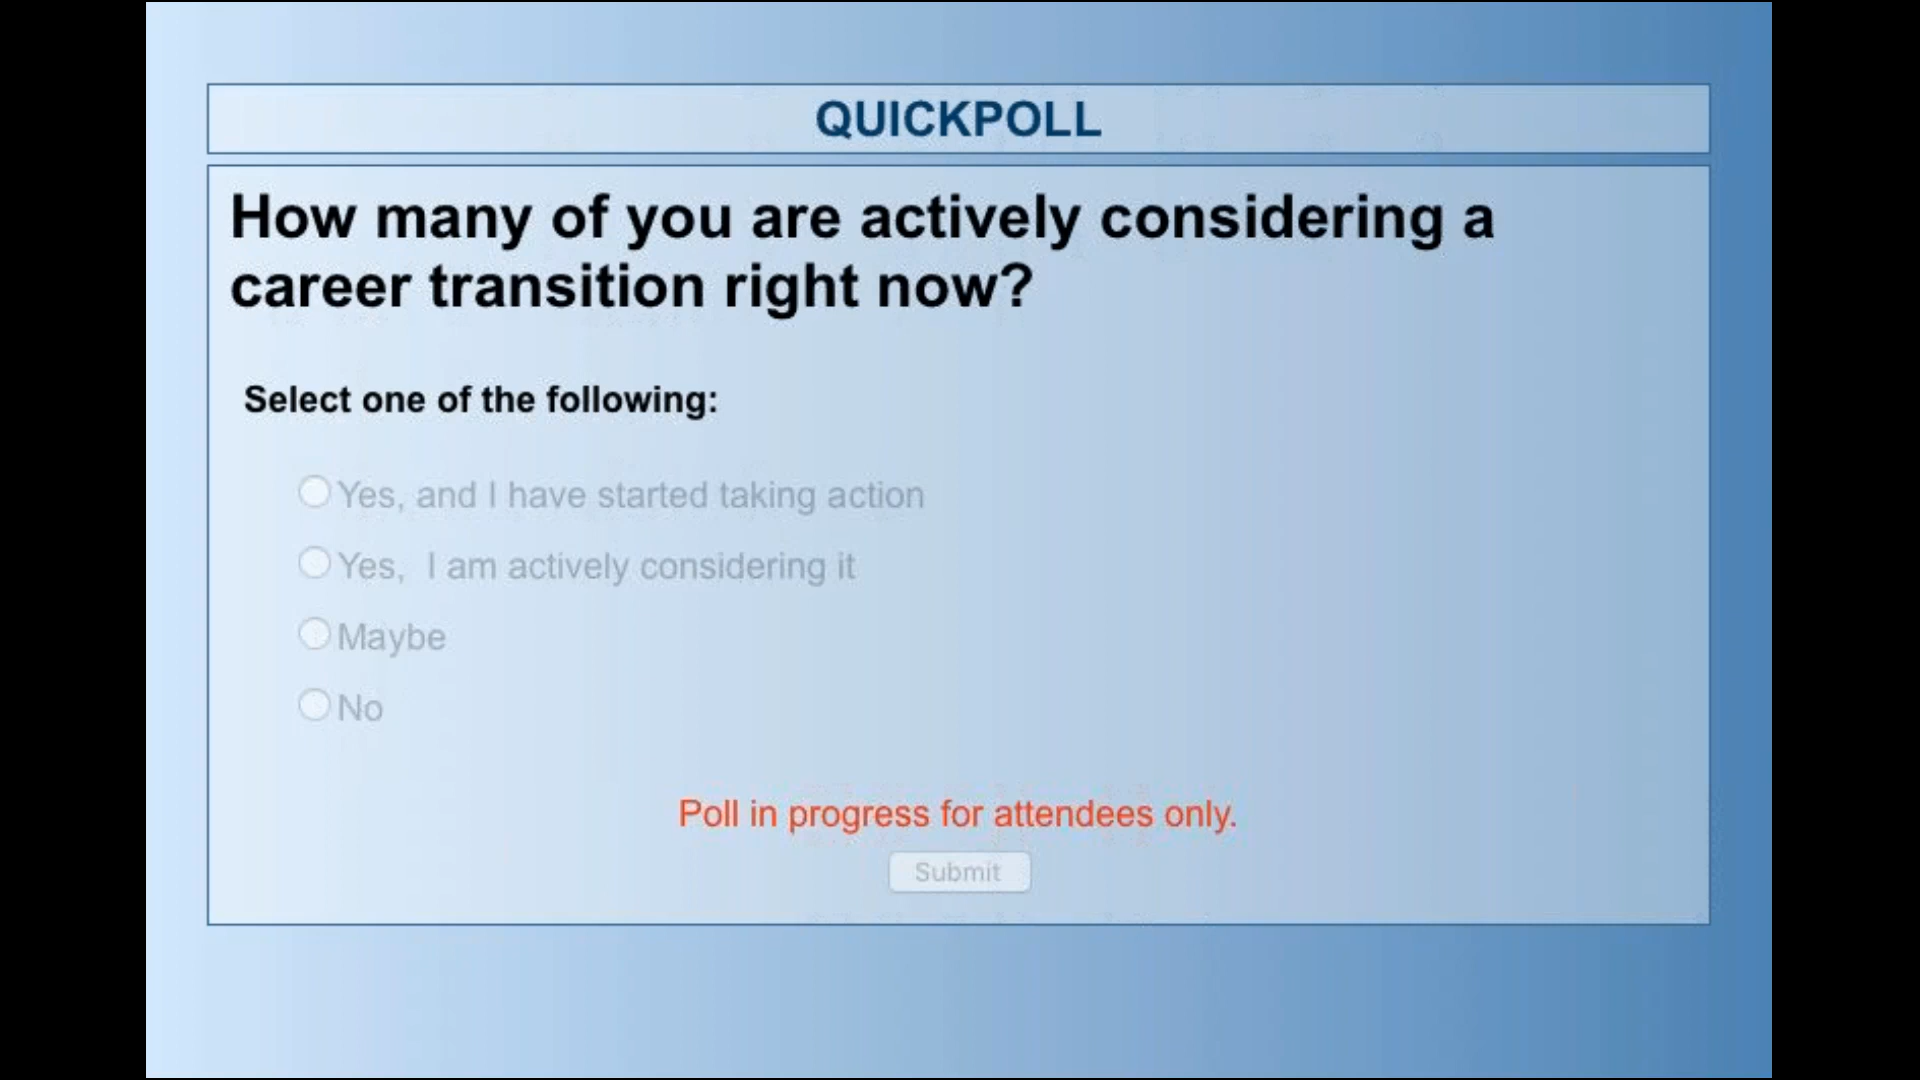 QUICKPOLL
How many of you are actively considering a
career transition right now?
Select one of the following:
Yes, and I have started taking action
Yes,  I am actively considering it
Maybe
No
Poll in progress for attendees only.
Submit